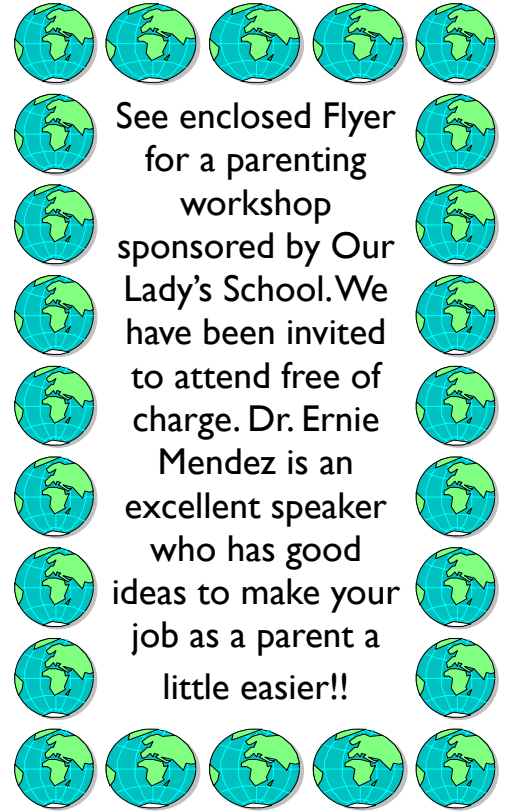 See enclosed Flyer
for a parenting
workshop
sponsored by Our
Lady’s School. We
have been invited
to attend free of
charge. Dr. Ernie
Mendez is an
excellent speaker
who has good
ideas to make your
job as a parent a
little easier!!